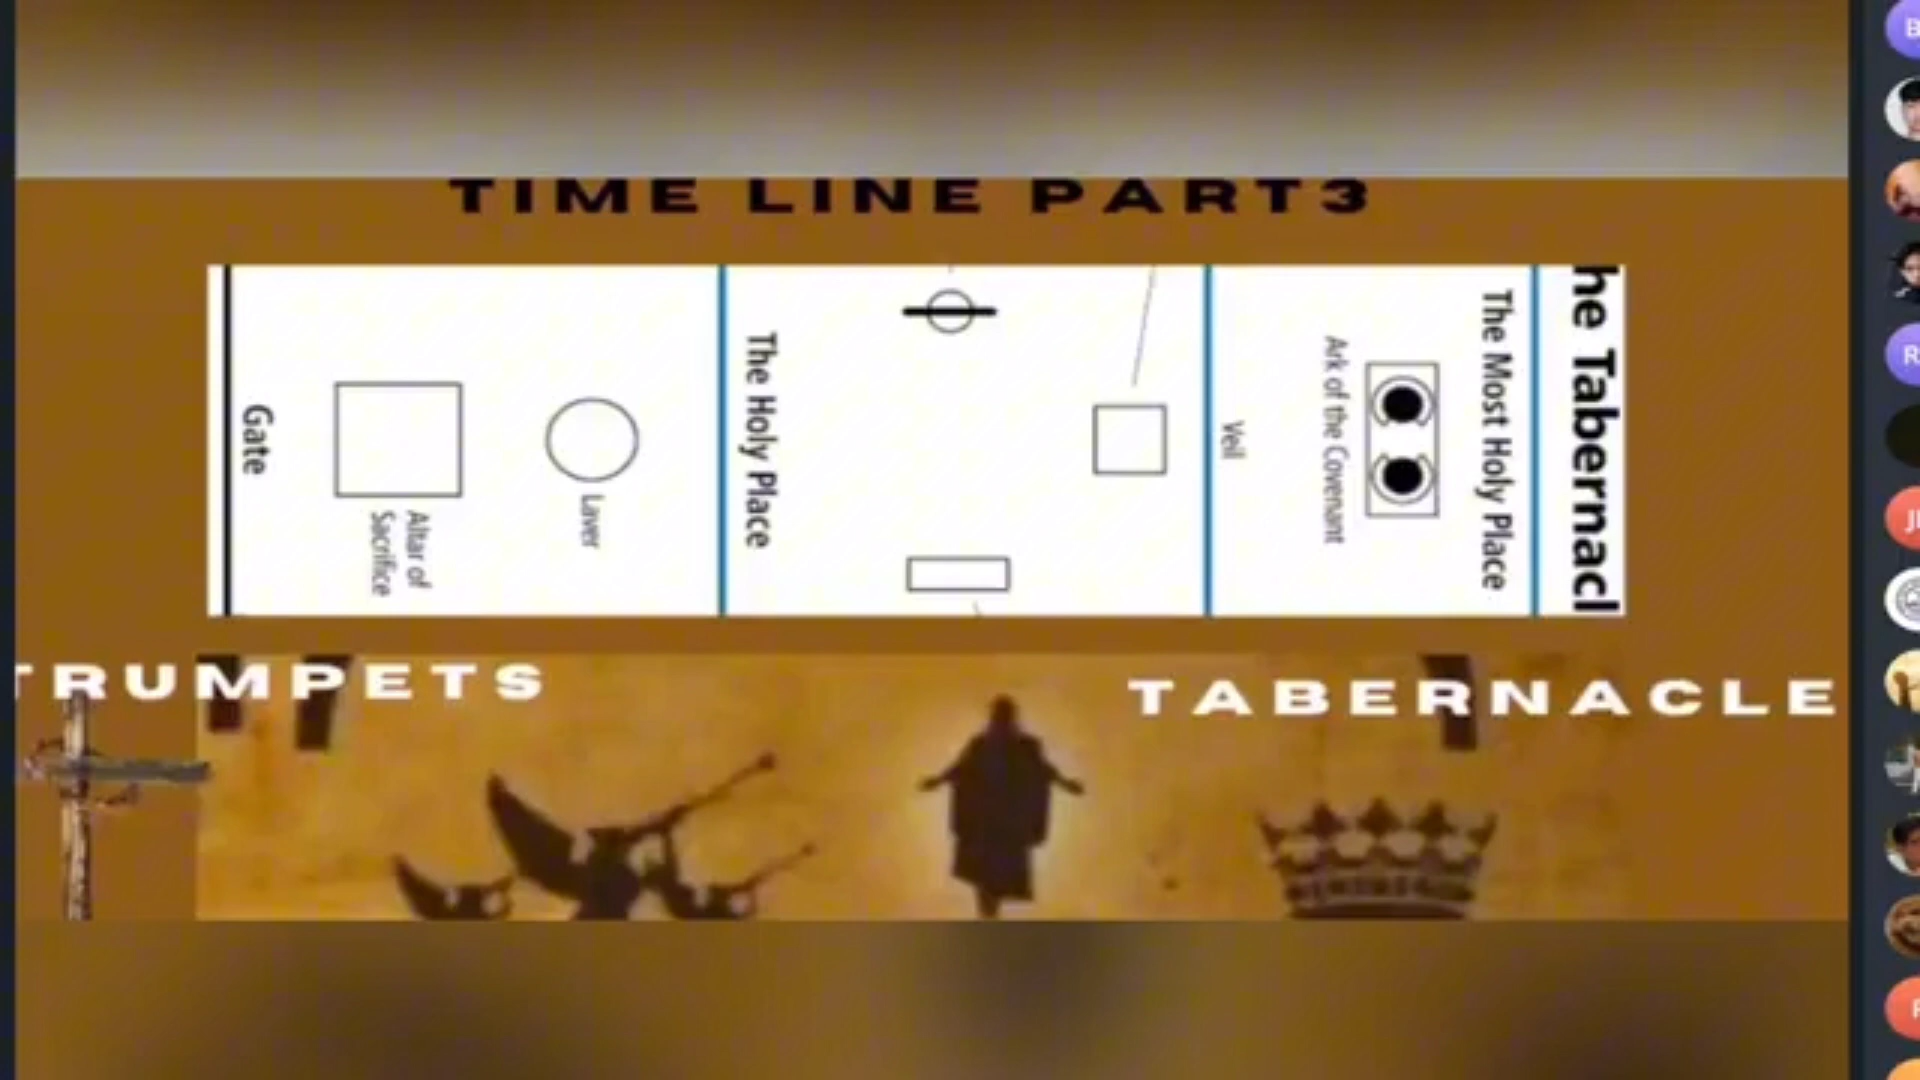 TIME LINE PART3
Gate
Altar of
Sacrifice
Laver
The Holy Place
Veil
Ark of the Covenant
The Most Holy Place
he Tabernacl
TRUMPETS
TABERNACLE
B
R
JI
F